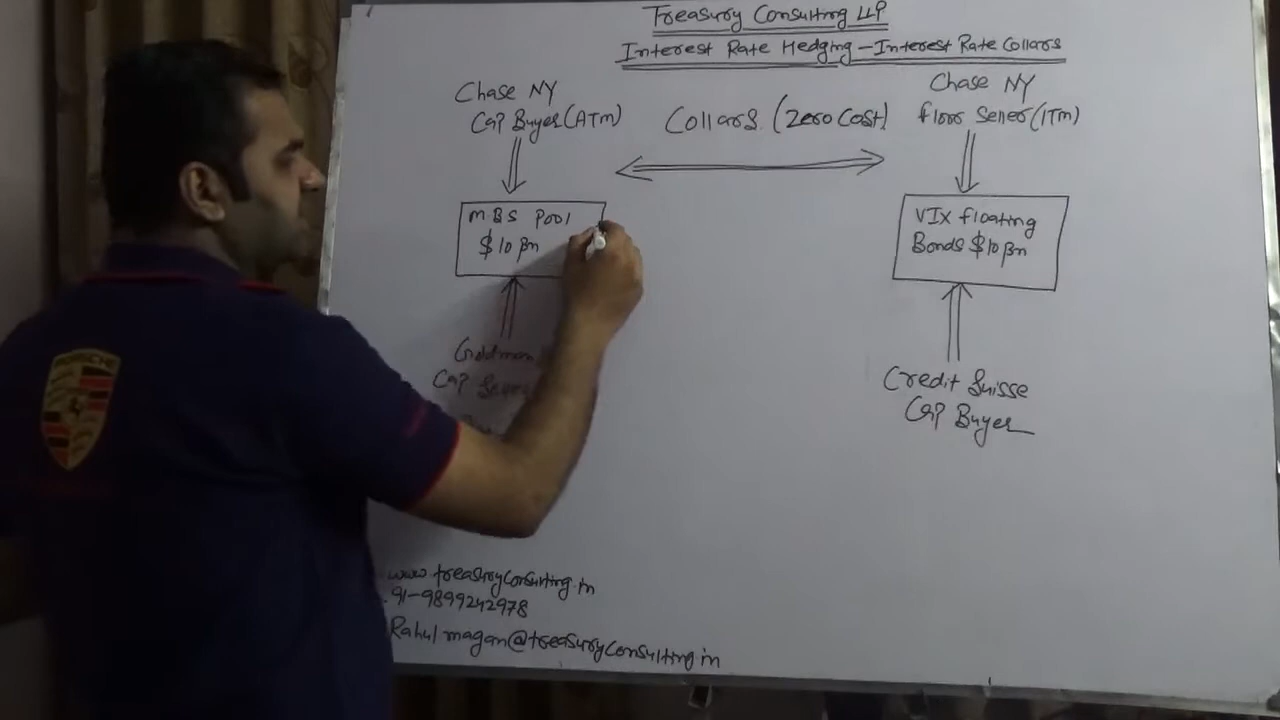 Treasury Consulting LLP
Interest Rate Hedging - Interest Rate Collars
Chase NY
Cap Buyer (ATM)
Collars. (Zero Cost)
Chase NY
floor Seller (ITM)
M B S Pool
$10 Bn
VIX floating
Bonds $10 Bn
Goldman
Cap
Credit Suisse
Cap Buyer
www.treasuryconsulting.in
91-9899242978
Rahul magan@treasuryconsulting.in
PORSCHE